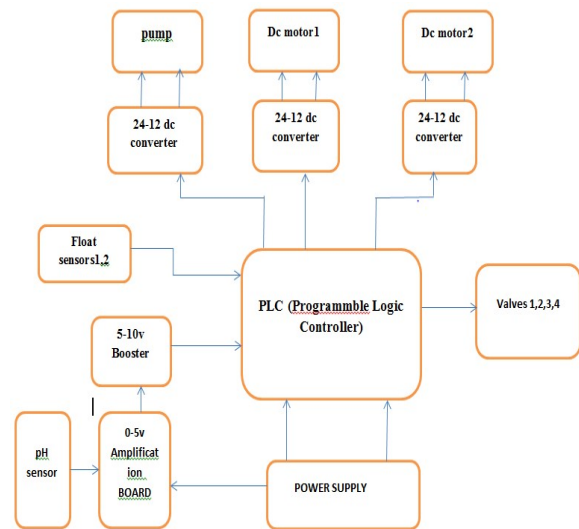 pump
Dc motor1
Dc motor2
24-12 dc
converter
24-12 dc
converter
24-12 dc
converter
Float
sensors1,2
PLC (Programmble Logic
Controller)
Valves 1,2,3,4
5-10v
Booster
pH
sensor
0-5v
Amplificat
ion
BOARD
POWER SUPPLY